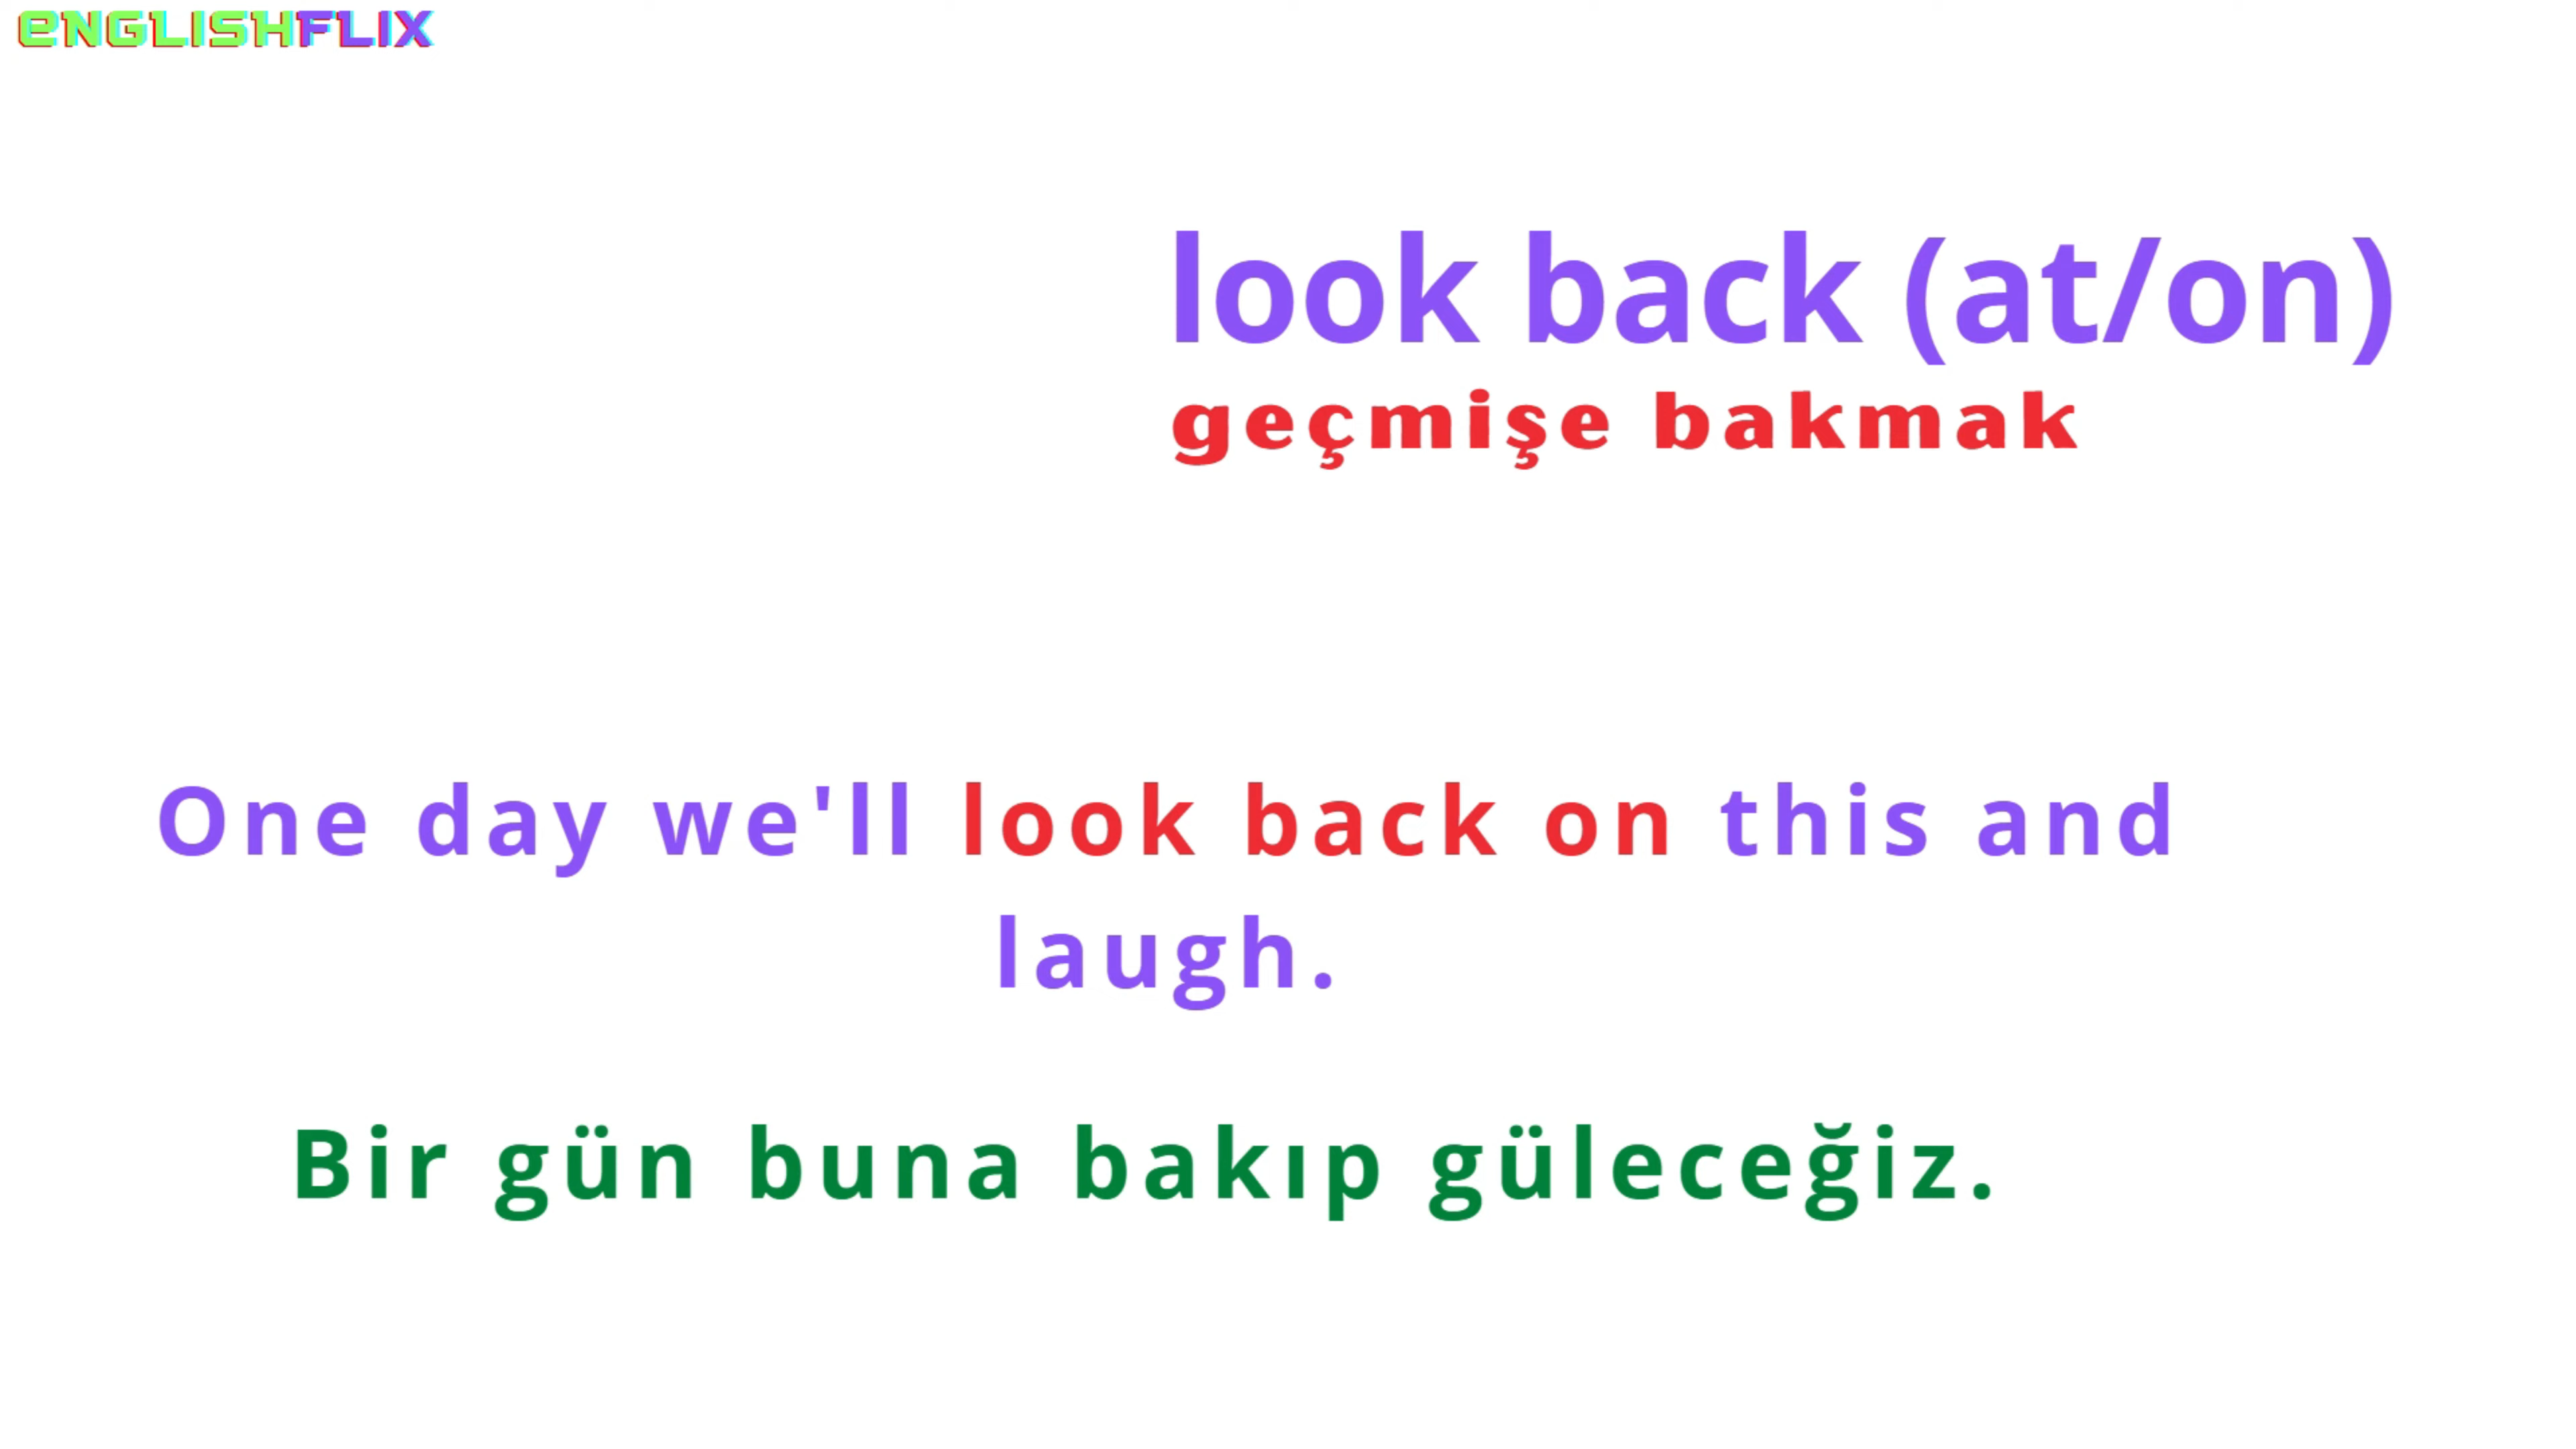 eNGLISHFLIX
look back (at/on)
geçmişe bakmak
One day we'll look back on this and
laugh.
Bir gün buna bakıp güleceğiz.